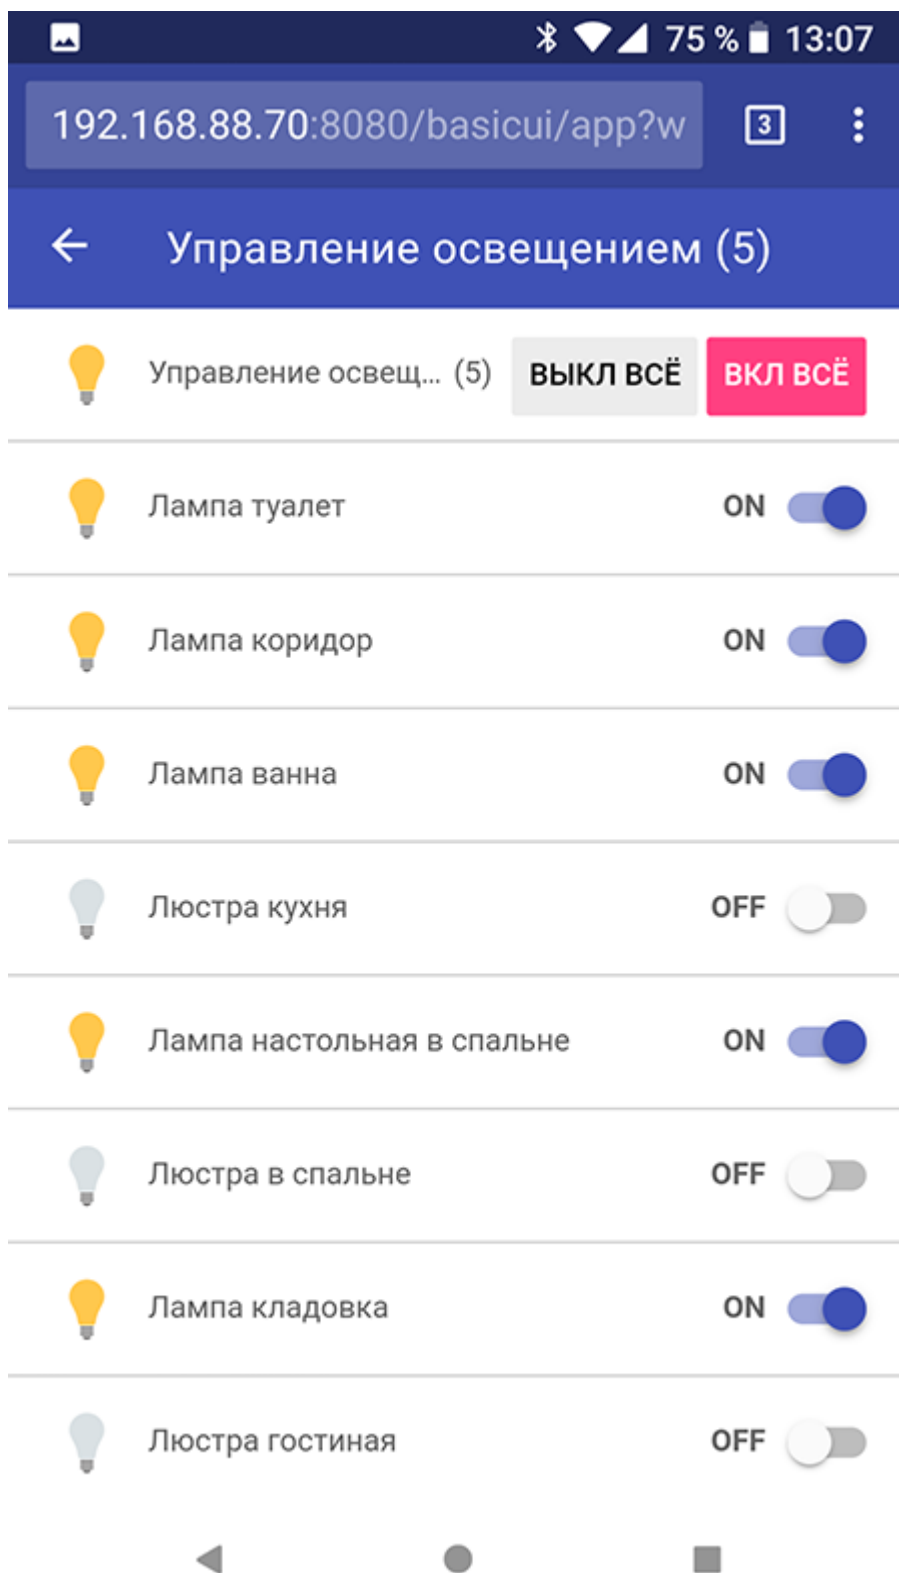 75 % 13:07
192.168.88.70:8080/basicui/app?w 3
Управление освещением (5)
Управление освещ... (5) ВЫКЛ ВСЁ ВКЛ ВСЁ
Лампа туалет ON
Лампа коридор ON
Лампа ванна ON
Люстра кухня OFF
Лампа настольная в спальне ON
Люстра в спальне OFF
Лампа кладовка ON
Люстра гостиная OFF